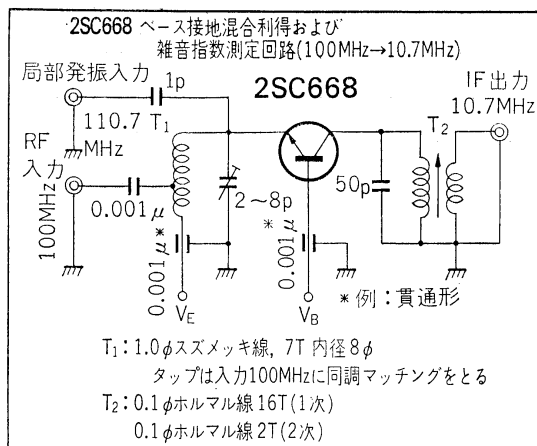 2SC668 ベース接地混合利得および
雑音指数測定回路(100MHz→10.7MHz)
局部発振入力
1p
2SC668
IF出力
10.7MHz
110.7
MHz
T₁
T₂
RF
入力
100MHz
0.001μ
2～8p
50p
0.001μ*
*
0.001μ
VE
VB
*例：貫通形
T₁：1.0φスズメッキ線，7T 内径8φ
タップは入力100MHzに同調マッチングをとる
T₂：0.1φホルマル線16T(1次)
0.1φホルマル線2T(2次)